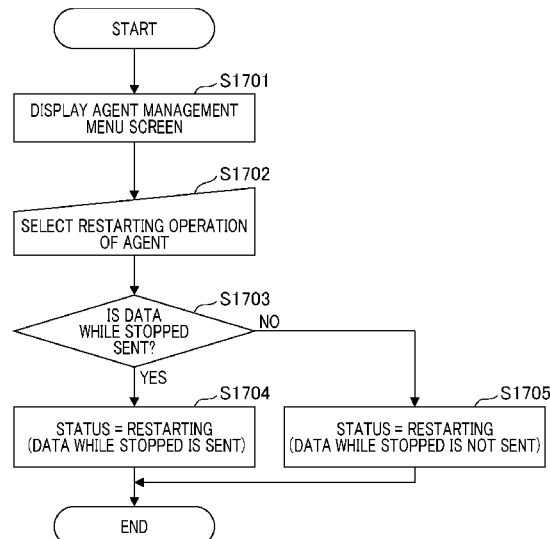 START
S1701
DISPLAY AGENT MANAGEMENT
MENU SCREEN
S1702
SELECT RESTARTING OPERATION
OF AGENT
S1703
IS DATA
WHILE STOPPED
SENT?
NO
YES
S1704
STATUS = RESTARTING
(DATA WHILE STOPPED IS SENT)
S1705
STATUS = RESTARTING
(DATA WHILE STOPPED IS NOT SENT)
END